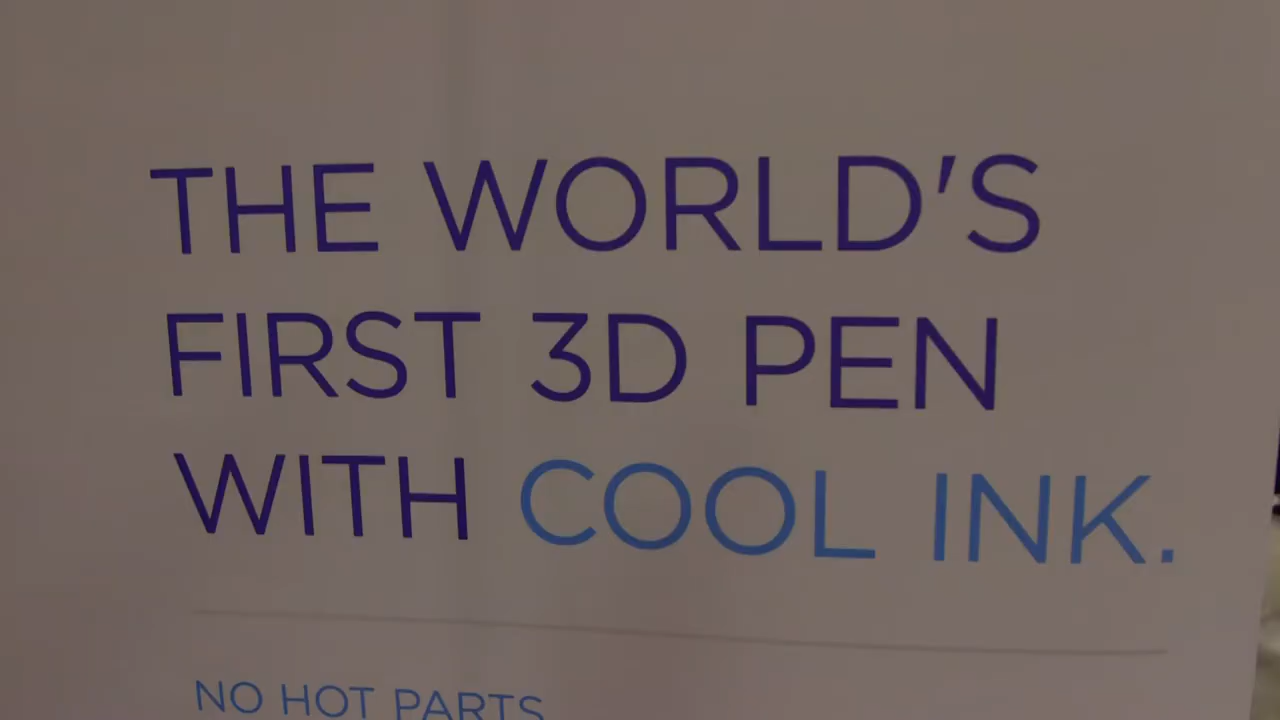 THE WORLD'S
FIRST 3D PEN
WITH COOL INK.
NO HOT PARTS